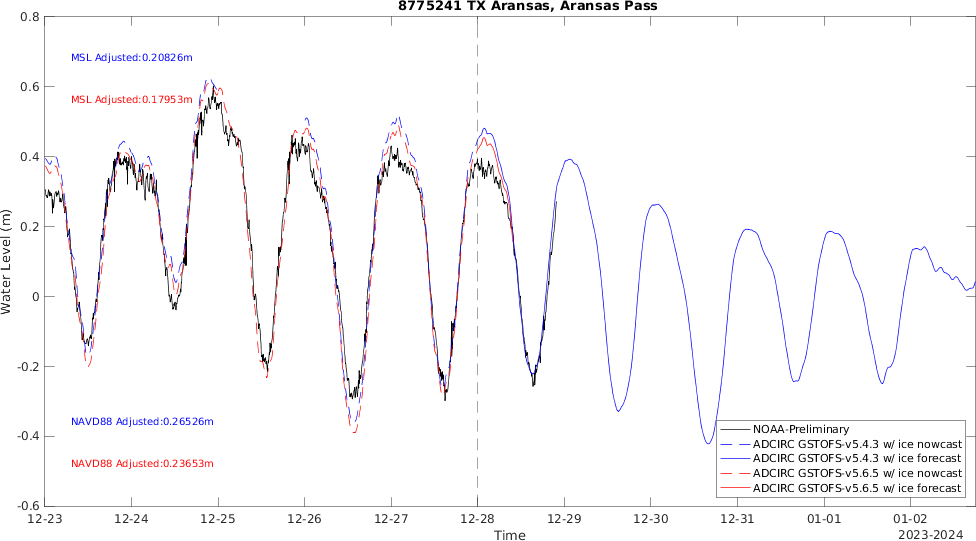 8775241 TX Aransas, Aransas Pass
0.8
0.6
0.4
0.2
0
-0.2
-0.4
-0.6
Water Level (m)
MSL Adjusted:0.20826m
MSL Adjusted:0.17953m
NAVD88 Adjusted:0.26526m
NAVD88 Adjusted:0.23653m
NOAA-Preliminary
ADCIRC GSTOFS-v5.4.3 w/ ice nowcast
ADCIRC GSTOFS-v5.4.3 w/ ice forecast
ADCIRC GSTOFS-v5.6.5 w/ ice nowcast
ADCIRC GSTOFS-v5.6.5 w/ ice forecast
12-23 12-24 12-25 12-26 12-27 12-28 12-29 12-30 12-31 01-01 01-02
Time
2023-2024